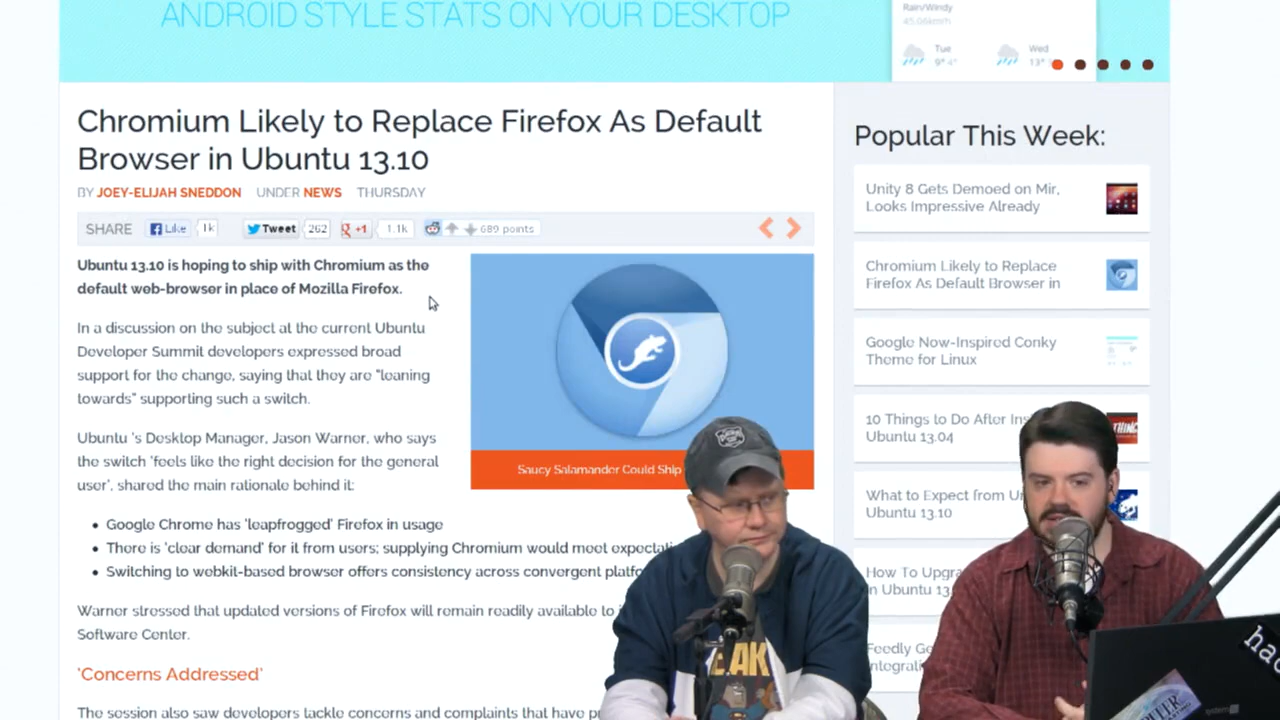 ANDROID STYLE STATS ON YOUR DESKTOP
Rain/Windy
45.06km/h
Tue
9° 4°
Wed
13°
Chromium Likely to Replace Firefox As Default
Browser in Ubuntu 13.10
BY JOEY-ELIJAH SNEDDON UNDER NEWS THURSDAY
SHARE Like 1k Tweet 262 +1 1.1k 689 points
Ubuntu 13.10 is hoping to ship with Chromium as the
default web-browser in place of Mozilla Firefox.
In a discussion on the subject at the current Ubuntu
Developer Summit developers expressed broad
support for the change, saying that they are "leaning
towards" supporting such a switch.
Ubuntu 's Desktop Manager, Jason Warner, who says
the switch 'feels like the right decision for the general
user', shared the main rationale behind it:
Saucy Salamander Could Ship
• Google Chrome has 'leapfrogged' Firefox in usage
• There is 'clear demand' for it from users; supplying Chromium would meet expectati
• Switching to webkit-based browser offers consistency across convergent platfo
Warner stressed that updated versions of Firefox will remain readily available to
Software Center.
'Concerns Addressed'
The session also saw developers tackle concerns and complaints that have p
Popular This Week:
Unity 8 Gets Demoed on Mir,
Looks Impressive Already
Chromium Likely to Replace
Firefox As Default Browser in
Google Now-Inspired Conky
Theme for Linux
10 Things to Do After Ins
Ubuntu 13.04
What to Expect from U
Ubuntu 13.10
How To Upgra
n Ubuntu 13.
Feedly Ge
ntegrati
EAK
hac